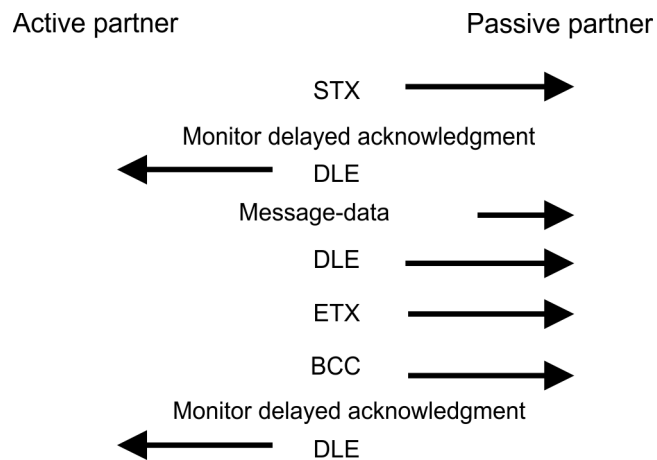 Active partner Passive partner
STX
Monitor delayed acknowledgment
DLE
Message-data
DLE
ETX
BCC
Monitor delayed acknowledgment
DLE